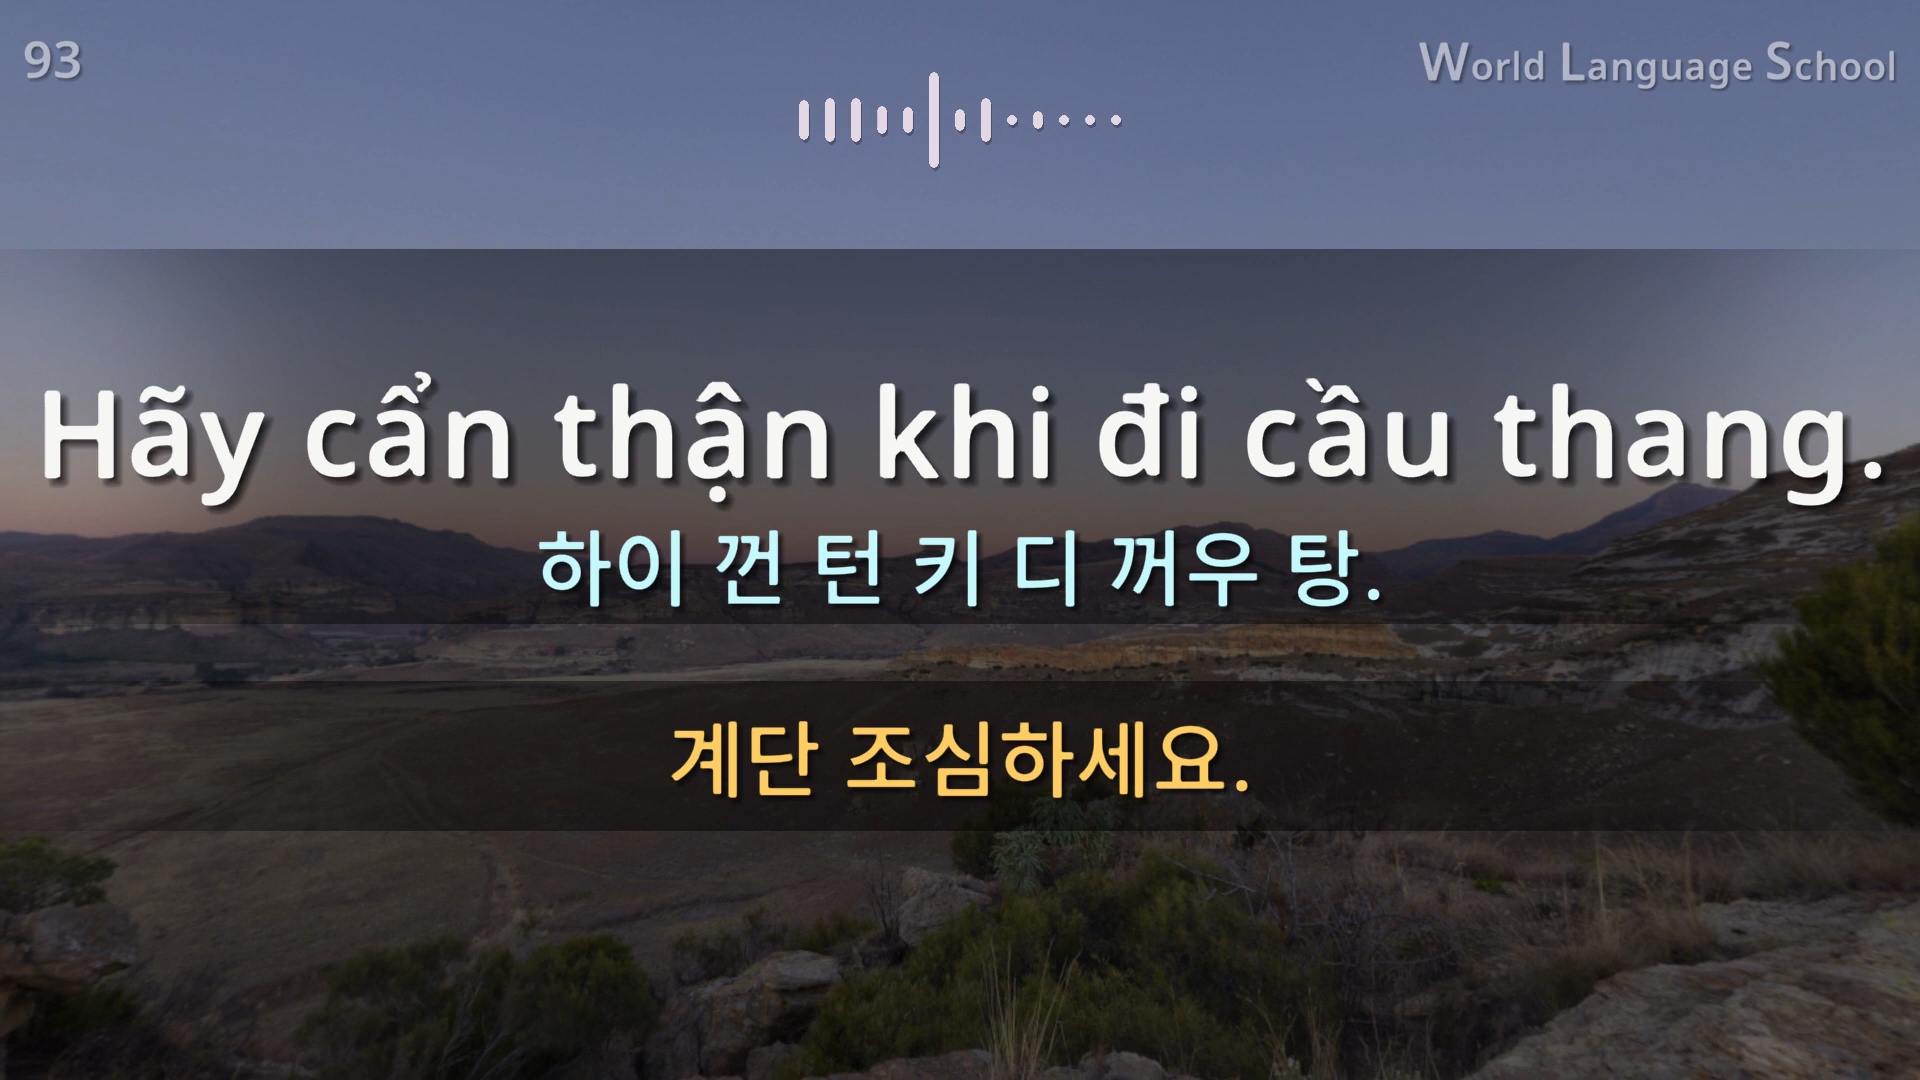 93
World Language School
Hãy cẩn thận khi đi cầu thang.
하이 껀 턴 키 디 꺼우 탕.
계단 조심하세요.